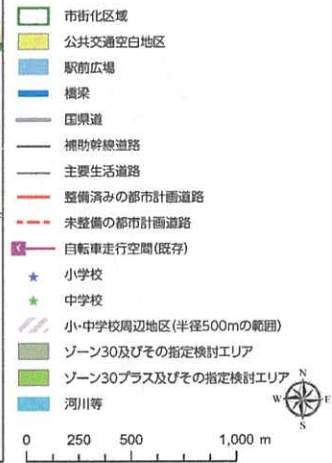 市街化区域
公共交通空白地区
駅前広場
橋梁
国県道
補助幹線道路
主要生活道路
整備済みの都市計画道路
未整備の都市計画道路
自転車走行空間(既存)
小学校
中学校
小・中学校周辺地区(半径500mの範囲)
ゾーン30及びその指定検討エリア
ゾーン30プラス及びその指定検討エリア
河川等
N
W E
S
0 250 500 1,000 m